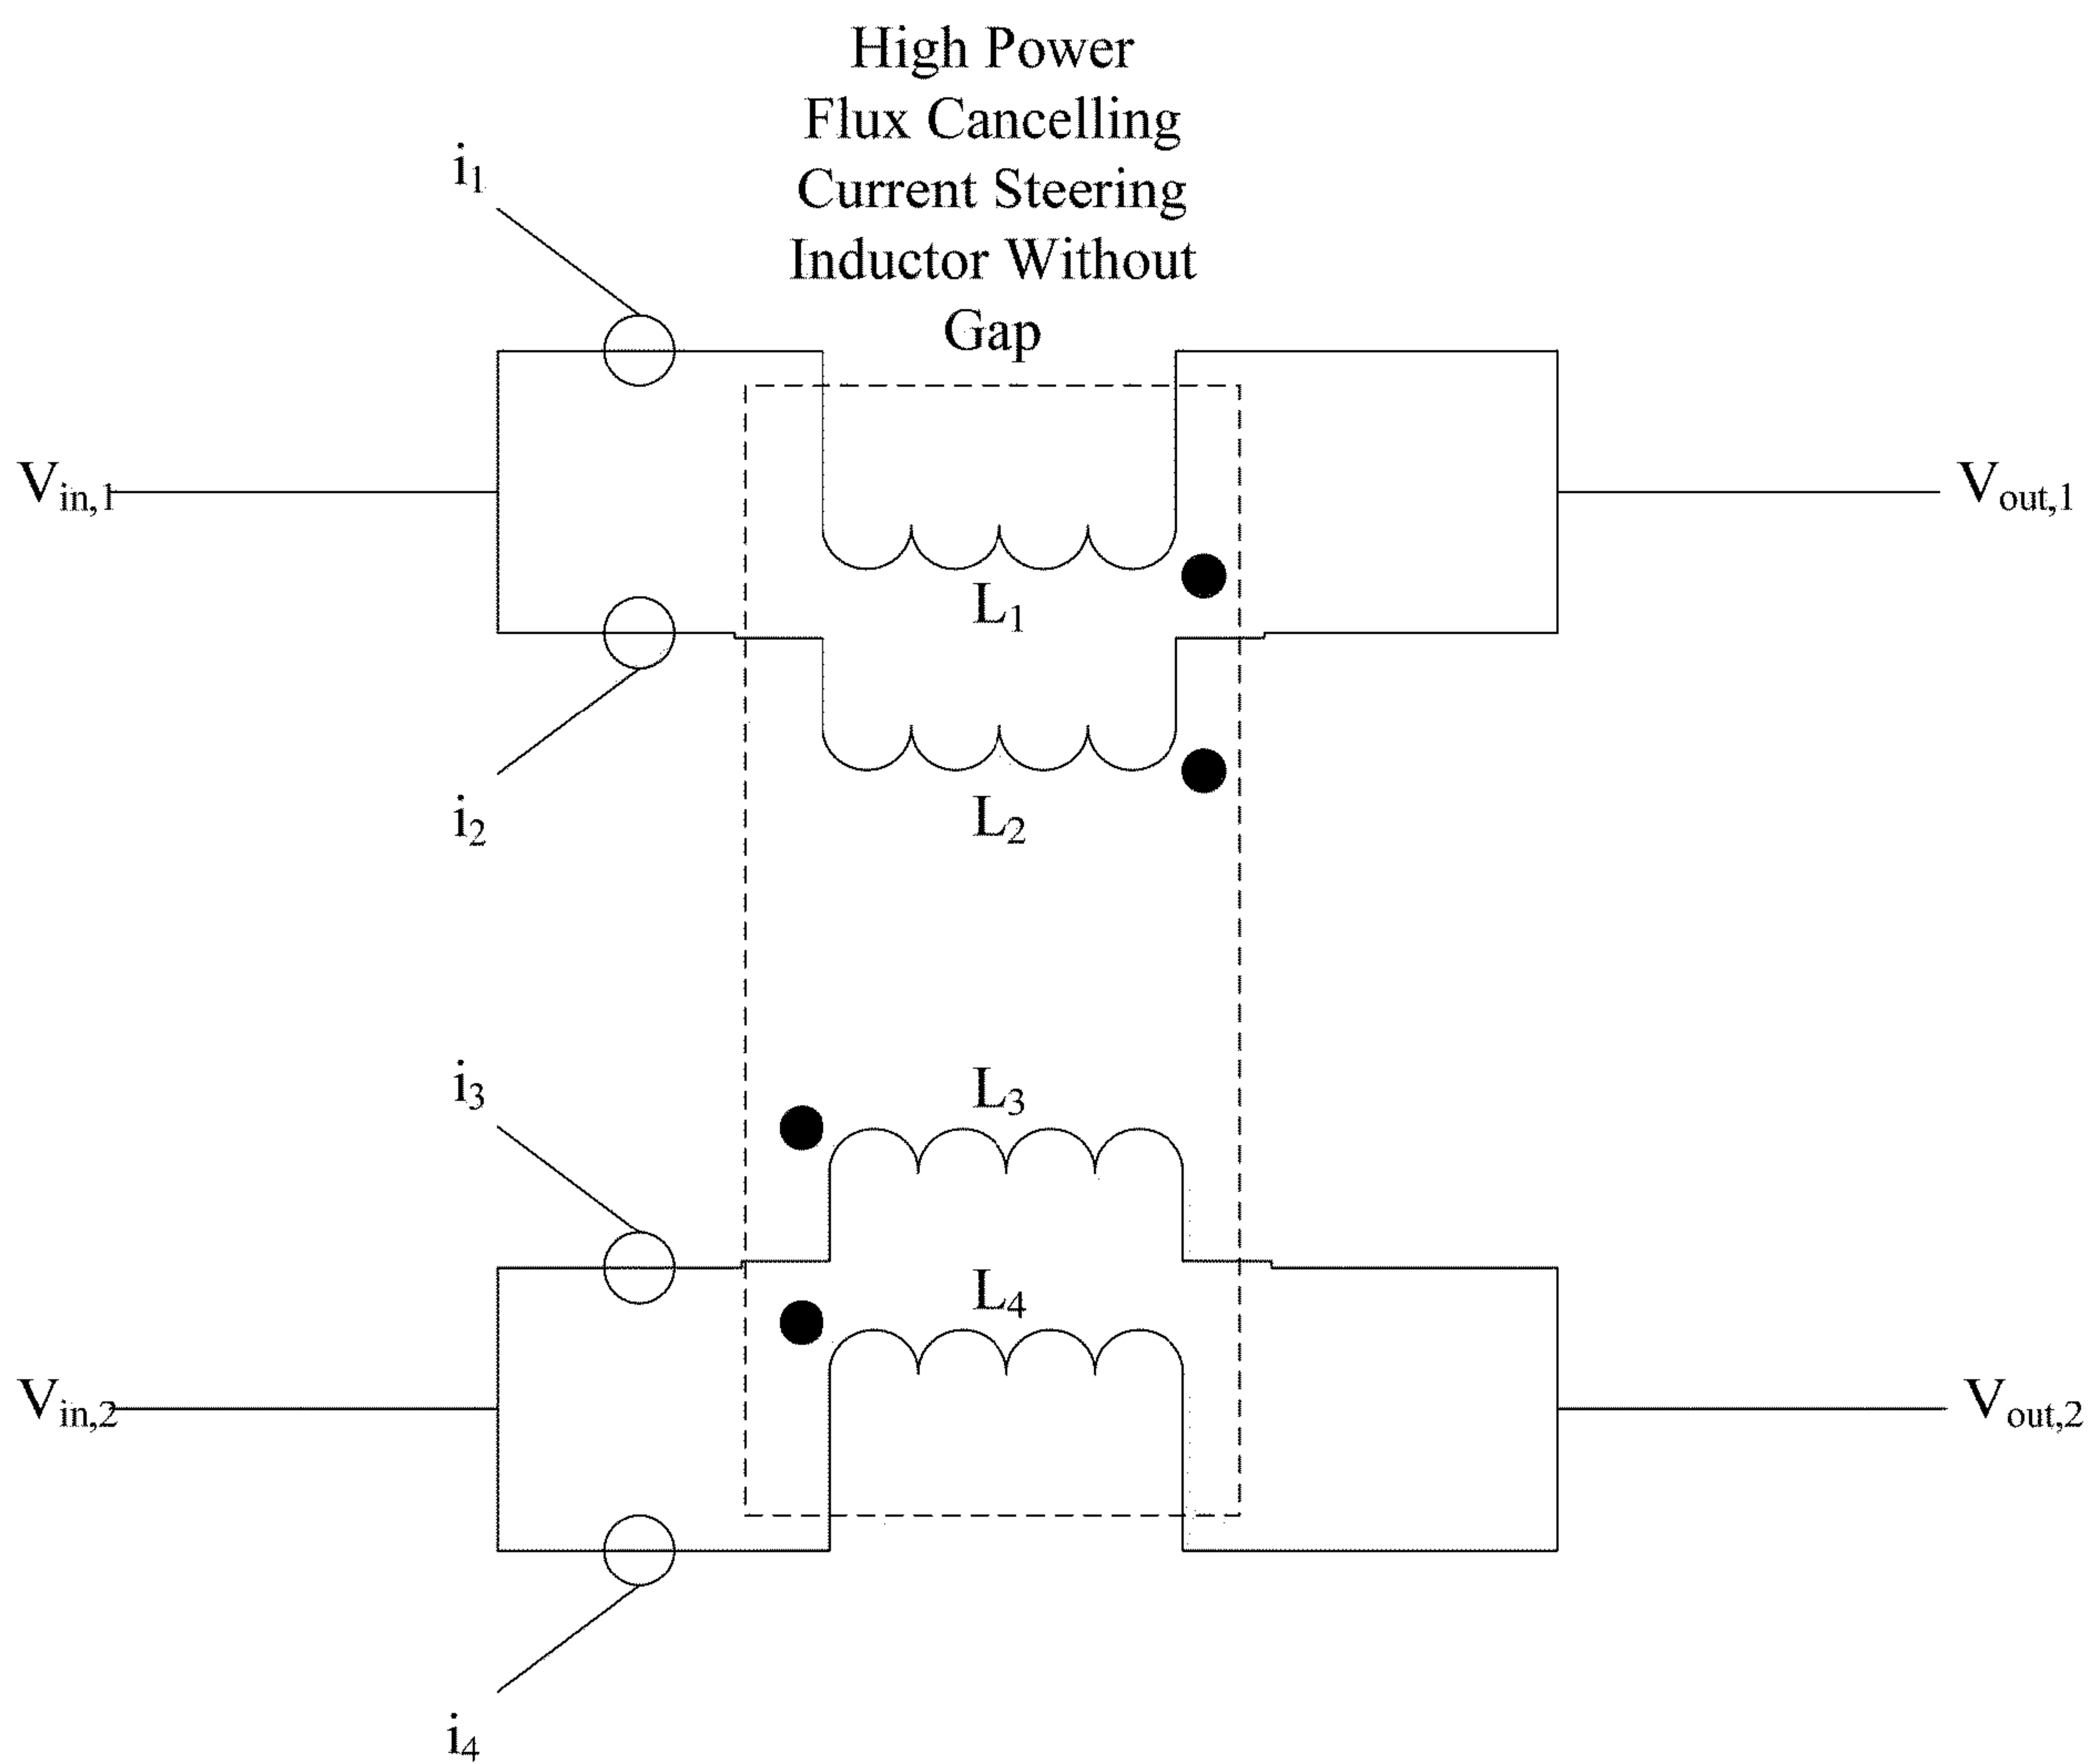 High Power
Flux Cancelling
Current Steering
Inductor Without
Gap
i1
Vin,1
Vout,1
L1
i2
L2
i3
L3
L4
Vin,2
Vout,2
i4